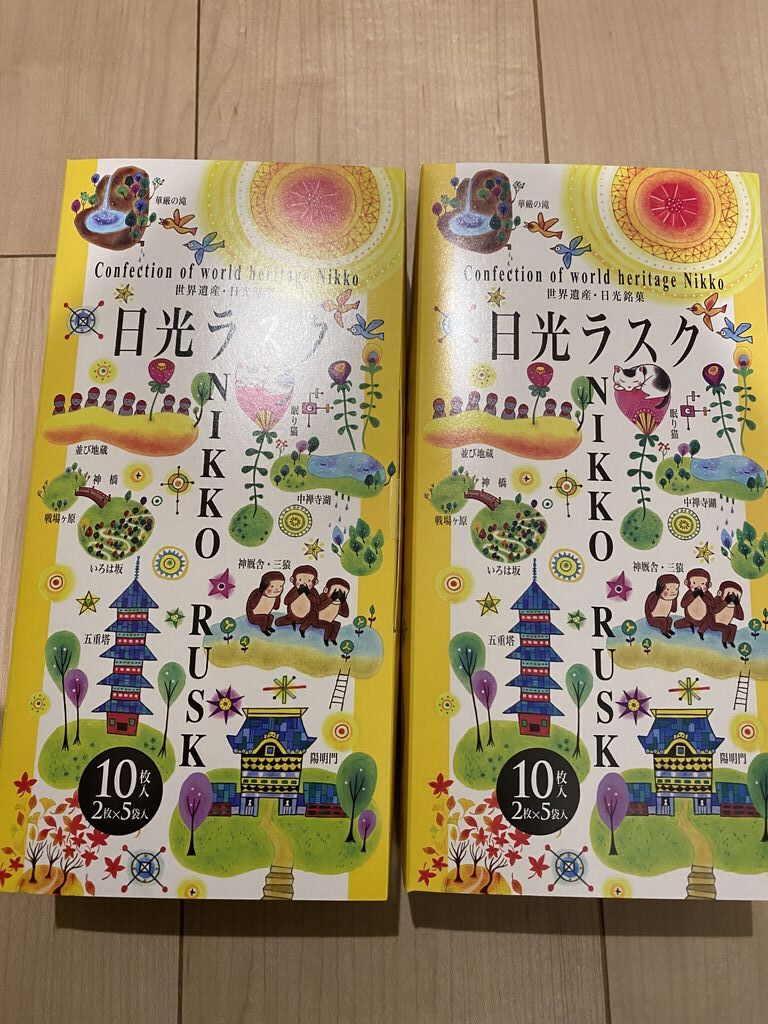 華厳の滝
Confection of world heritage Nikko
世界遺産・日光
日光ラスク
NIKKO
RUSK
眠り猫
並び地蔵
神橋
中禅寺湖
戦場ヶ原
いろは坂
神厩舎・三猿
五重塔
陽明門
10枚入
2枚×5袋入
華厳の滝
Confection of world heritage Nikko
世界遺産・日光銘菓
日光ラスク
NIKKO
RUSK
眠り猫
並び地蔵
神橋
中禅寺湖
戦場ヶ原
いろは坂
神厩舎・三猿
五重塔
陽明門
10枚入
2枚×5袋入